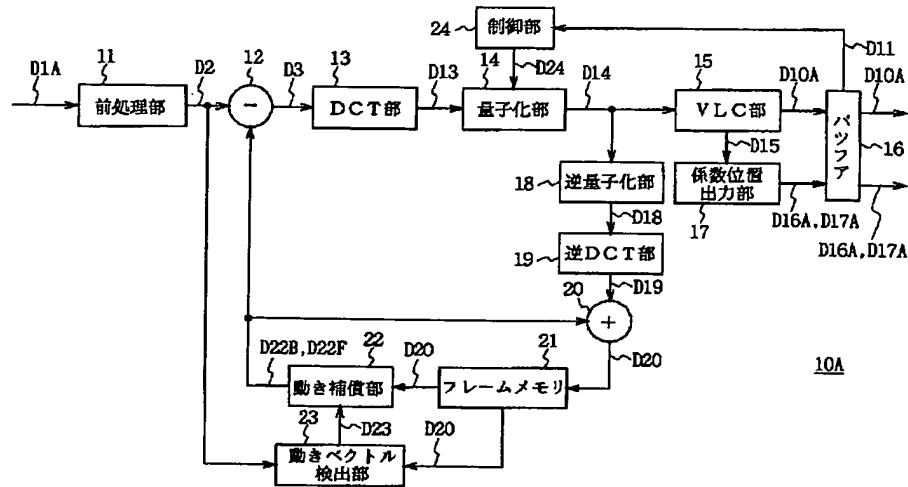 24
制御部
D11
D1A
11
D2
12
D3
13
D13
14
D24
D14
15
D10A
D10A
前処理部
−
DCT部
量子化部
VLC部
バッフア
16
D15
18
逆量子化部
係数位置
出力部
17
D16A,D17A
D16A,D17A
D18
19
逆DCT部
D19
20
+
D22B,D22F
22
D20
21
D20
動き補償部
フレームメモリ
10A
23
D23
D20
動きベクトル
検出部